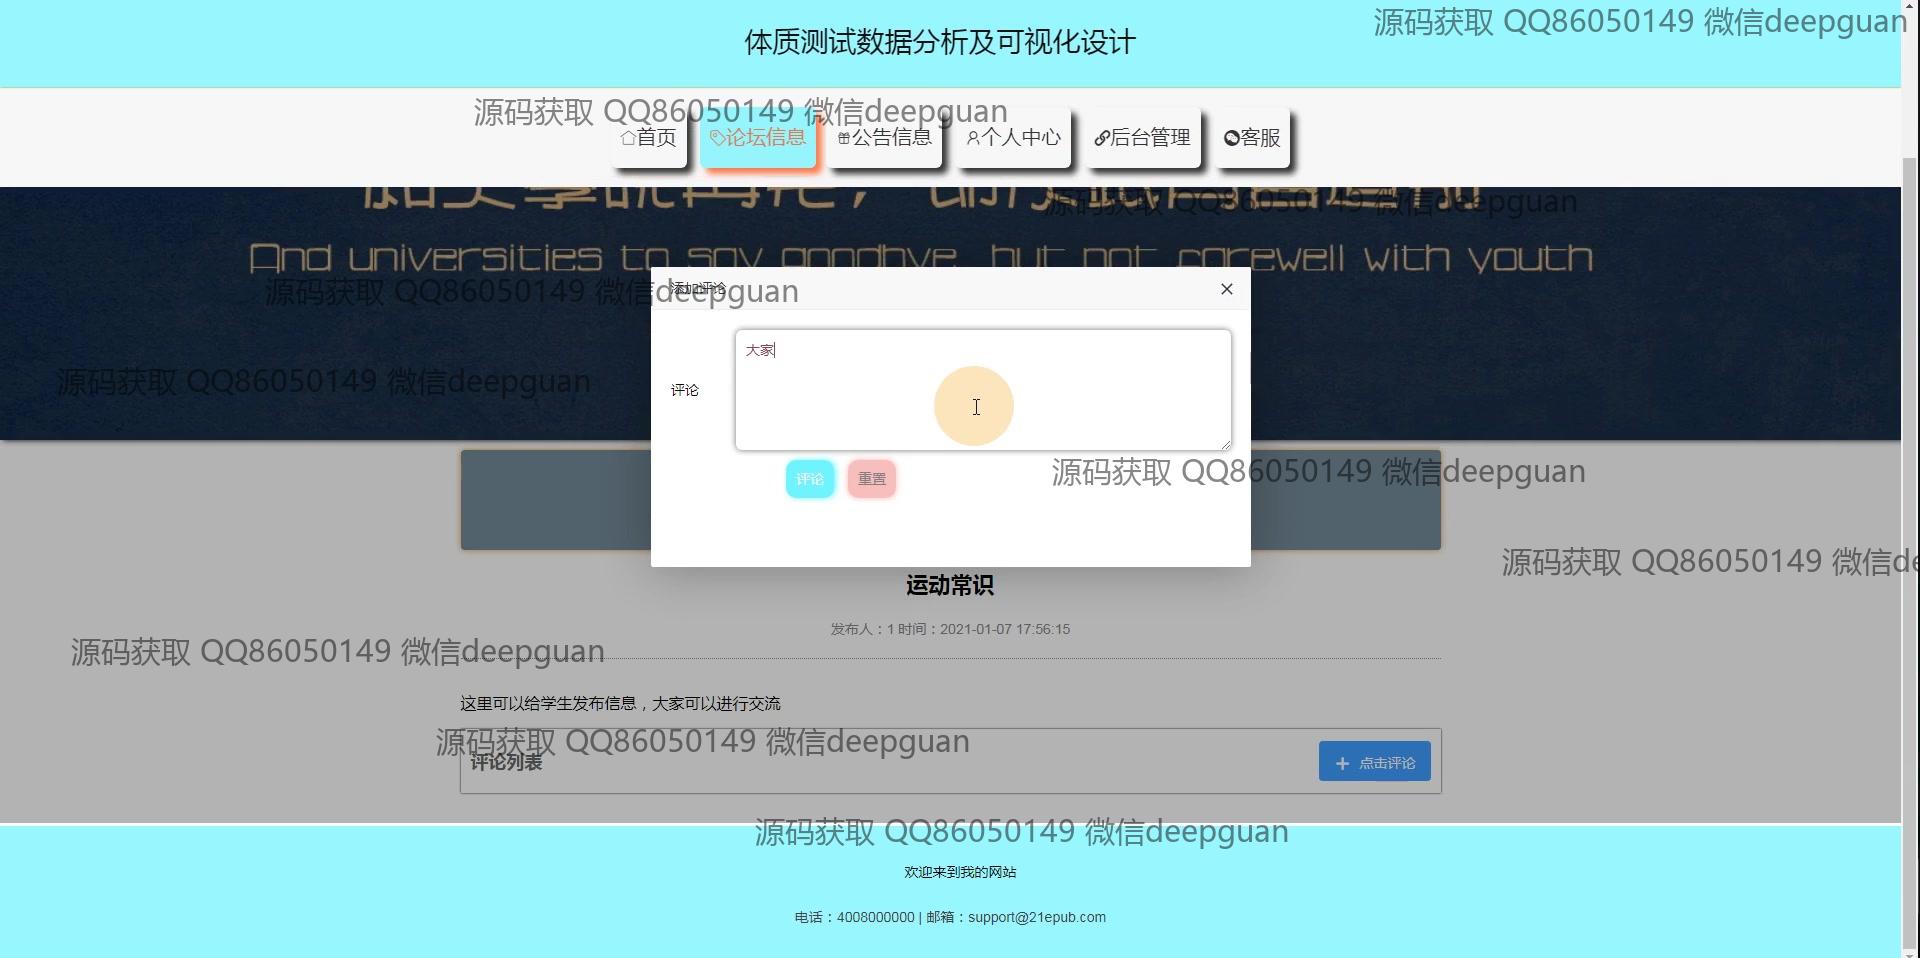 源码获取 QQ86050149 微信deepguan
体质测试数据分析及可视化设计
源码获取 QQ86050149 微信deepguan
首页
论坛信息
公告信息
个人中心
后台管理
客服
源码获取 QQ86050149 微信deepguan
And universities to say goodbye, but not farewell with youth
源码获取 QQ86050149 微信deepguan
添加评论
大家
源码获取 QQ86050149 微信deepguan
评论
评论 重置
源码获取 QQ86050149 微信deepguan
源码获取 QQ86050149 微信de
运动常识
发布人：1 时间：2021-01-07 17:56:15
源码获取 QQ86050149 微信deepguan
这里可以给学生发布信息，大家可以进行交流
源码获取 QQ86050149 微信deepguan
评论列表
点击评论
源码获取 QQ86050149 微信deepguan
欢迎来到我的网站
电话：4008000000 | 邮箱：support@21epub.com